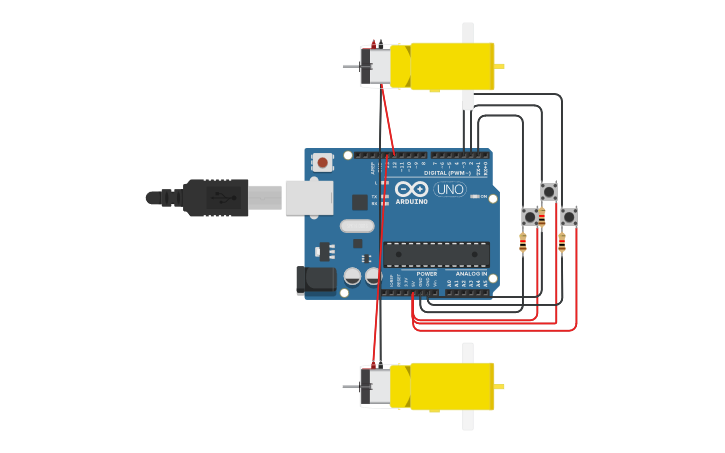 AREF
GND
13
12
~11
~10
~9
8
7
~6
~5
4
~3
2
TX→1
RX←0
DIGITAL (PWM~)
L
TX
RX
UNO
ON
ARDUINO
POWER
ANALOG IN
IOREF
RESET
3.3V
5V
GND
GND
Vin
A0
A1
A2
A3
A4
A5